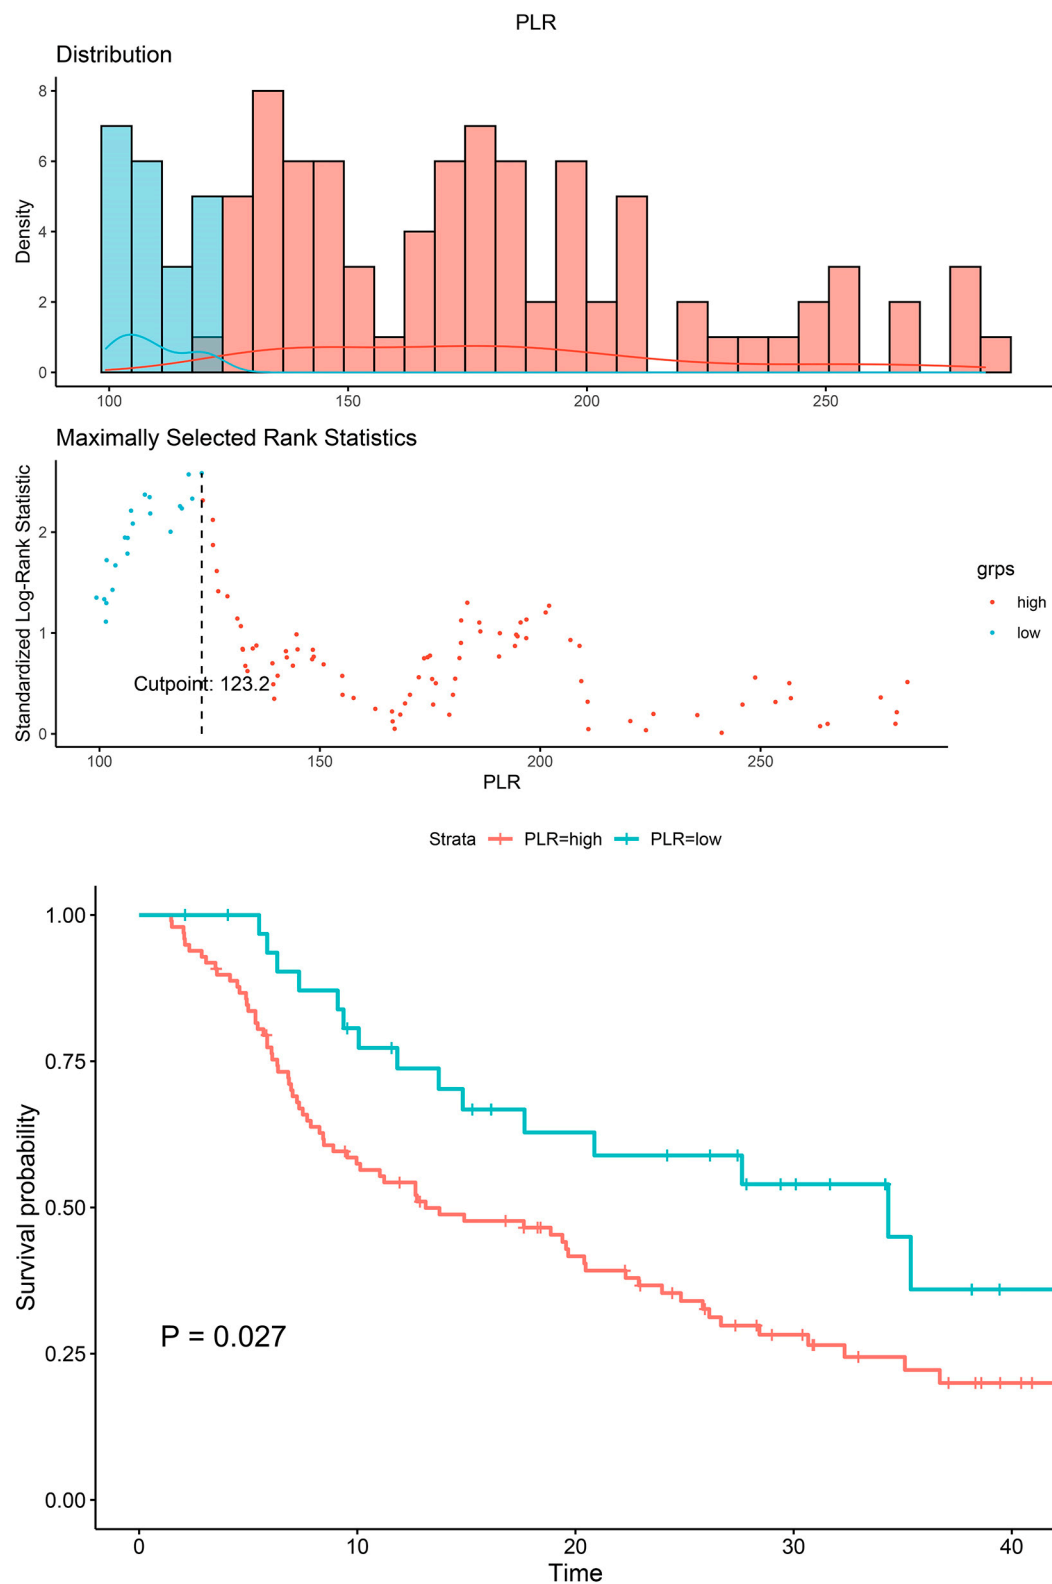 PLR
Distribution
Density
8
6
4
2
0
100 150 200 250
Maximally Selected Rank Statistics
Standardized Log-Rank Statistic
2
1
0
Cutpoint: 123.2
grps
high
low
100 150 200 250
PLR
Strata PLR=high PLR=low
Survival probability
1.00
0.75
0.50
0.25
0.00
P = 0.027
0 10 20 30 40
Time